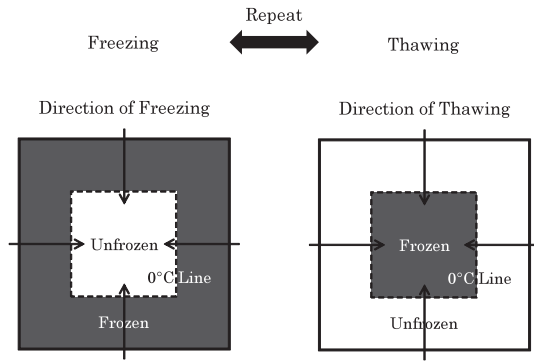 Repeat
Freezing
Thawing
Direction of Freezing
Direction of Thawing
Unfrozen
0°C Line
Frozen
Frozen
0°C Line
Unfrozen